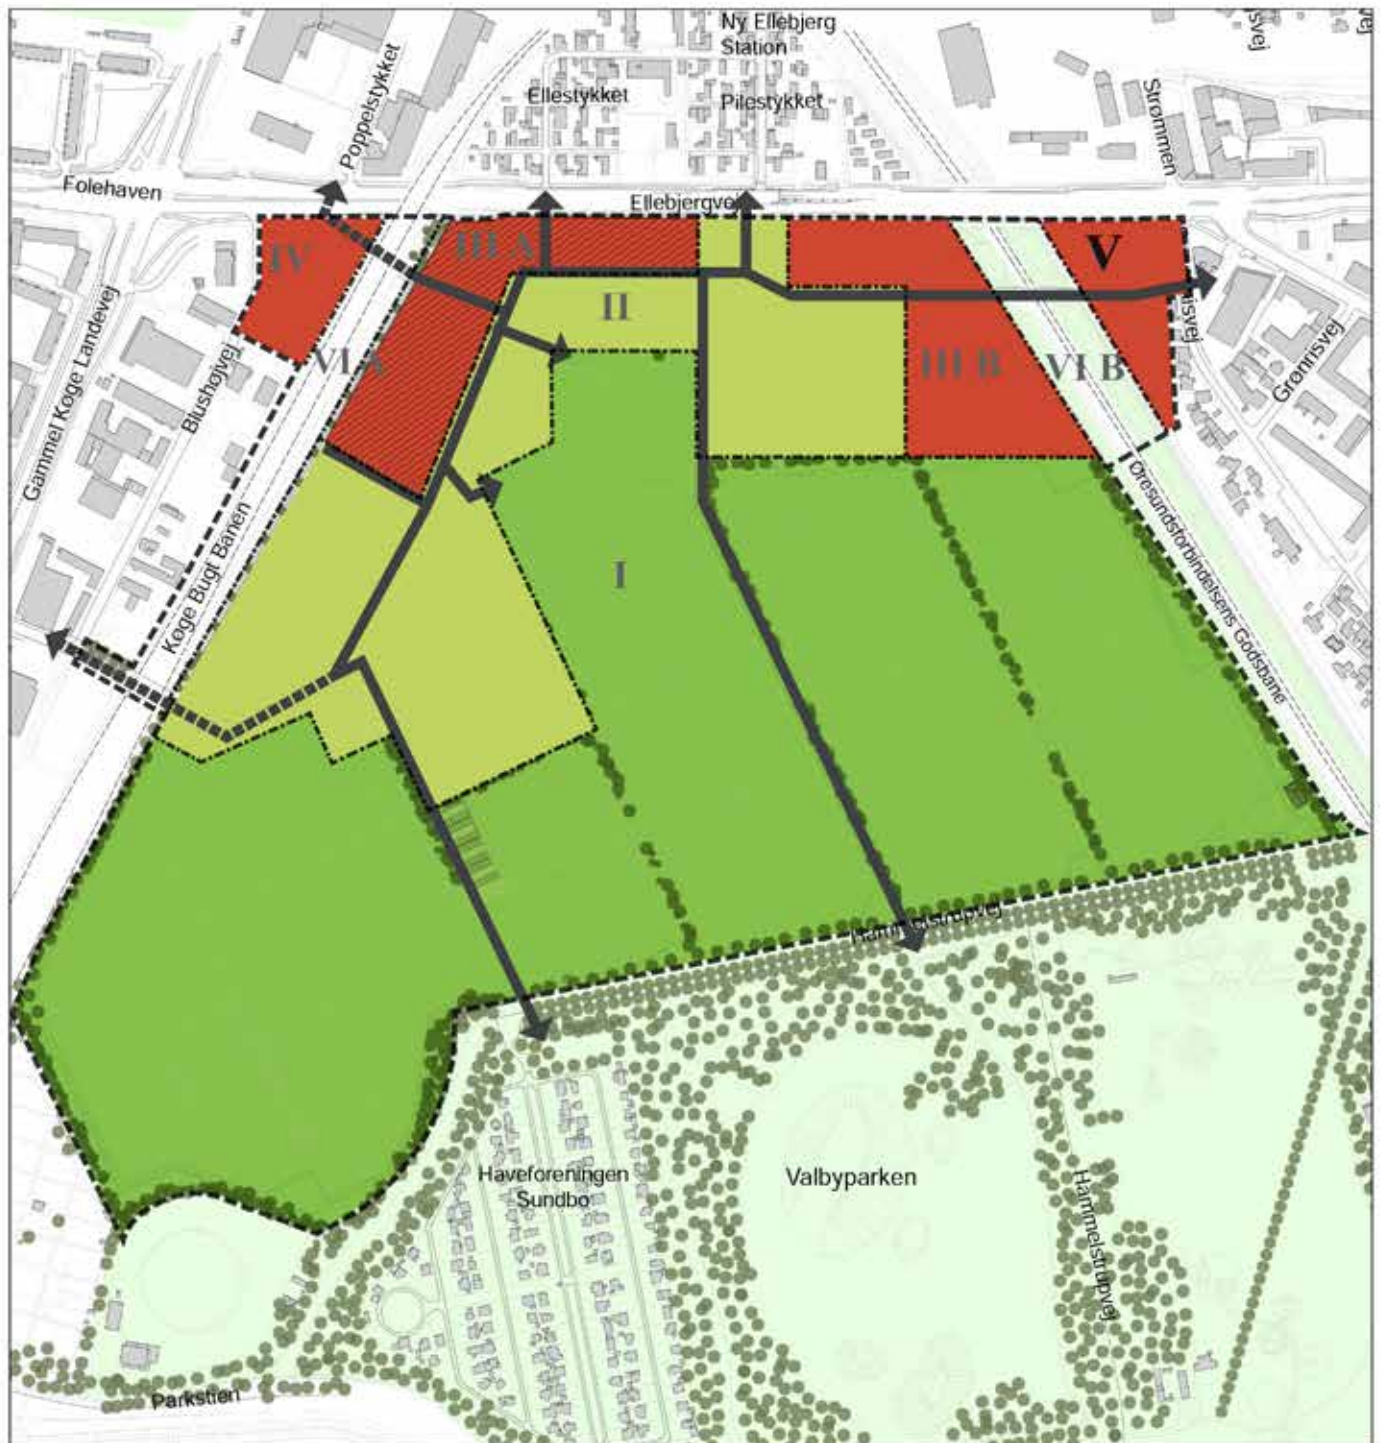 Ny Ellebjerg
Station
Ellestykket
Pilestykket
Poppelstykket
Strømmen
Folehaven
Ellebjergvej
IV
III A
V
II
VI A
III B
VI B
Gammel Køge Landevej
Blushøjvej
Grønrisvej
Køge Bugt Banen
Øresundsforbindelsens Godsbane
I
Hammelstrupvej
Haveforeningen
Sundbo
Valbyparken
Hammelstrupvej
Parkstien